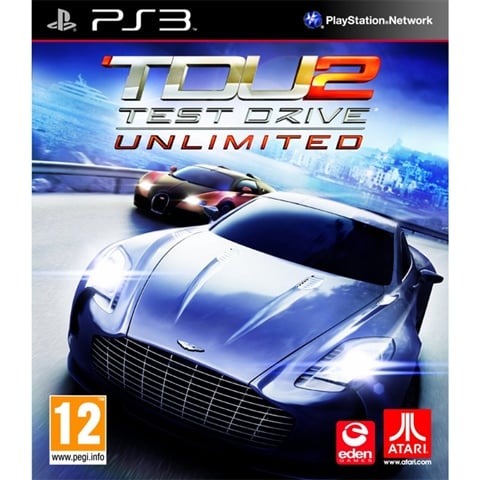 PS3
PlayStation®Network
TDU2
TEST DRIVE®
UNLIMITED
12
www.pegi.info
eden
GAMES
ATARI®
www.atari.com